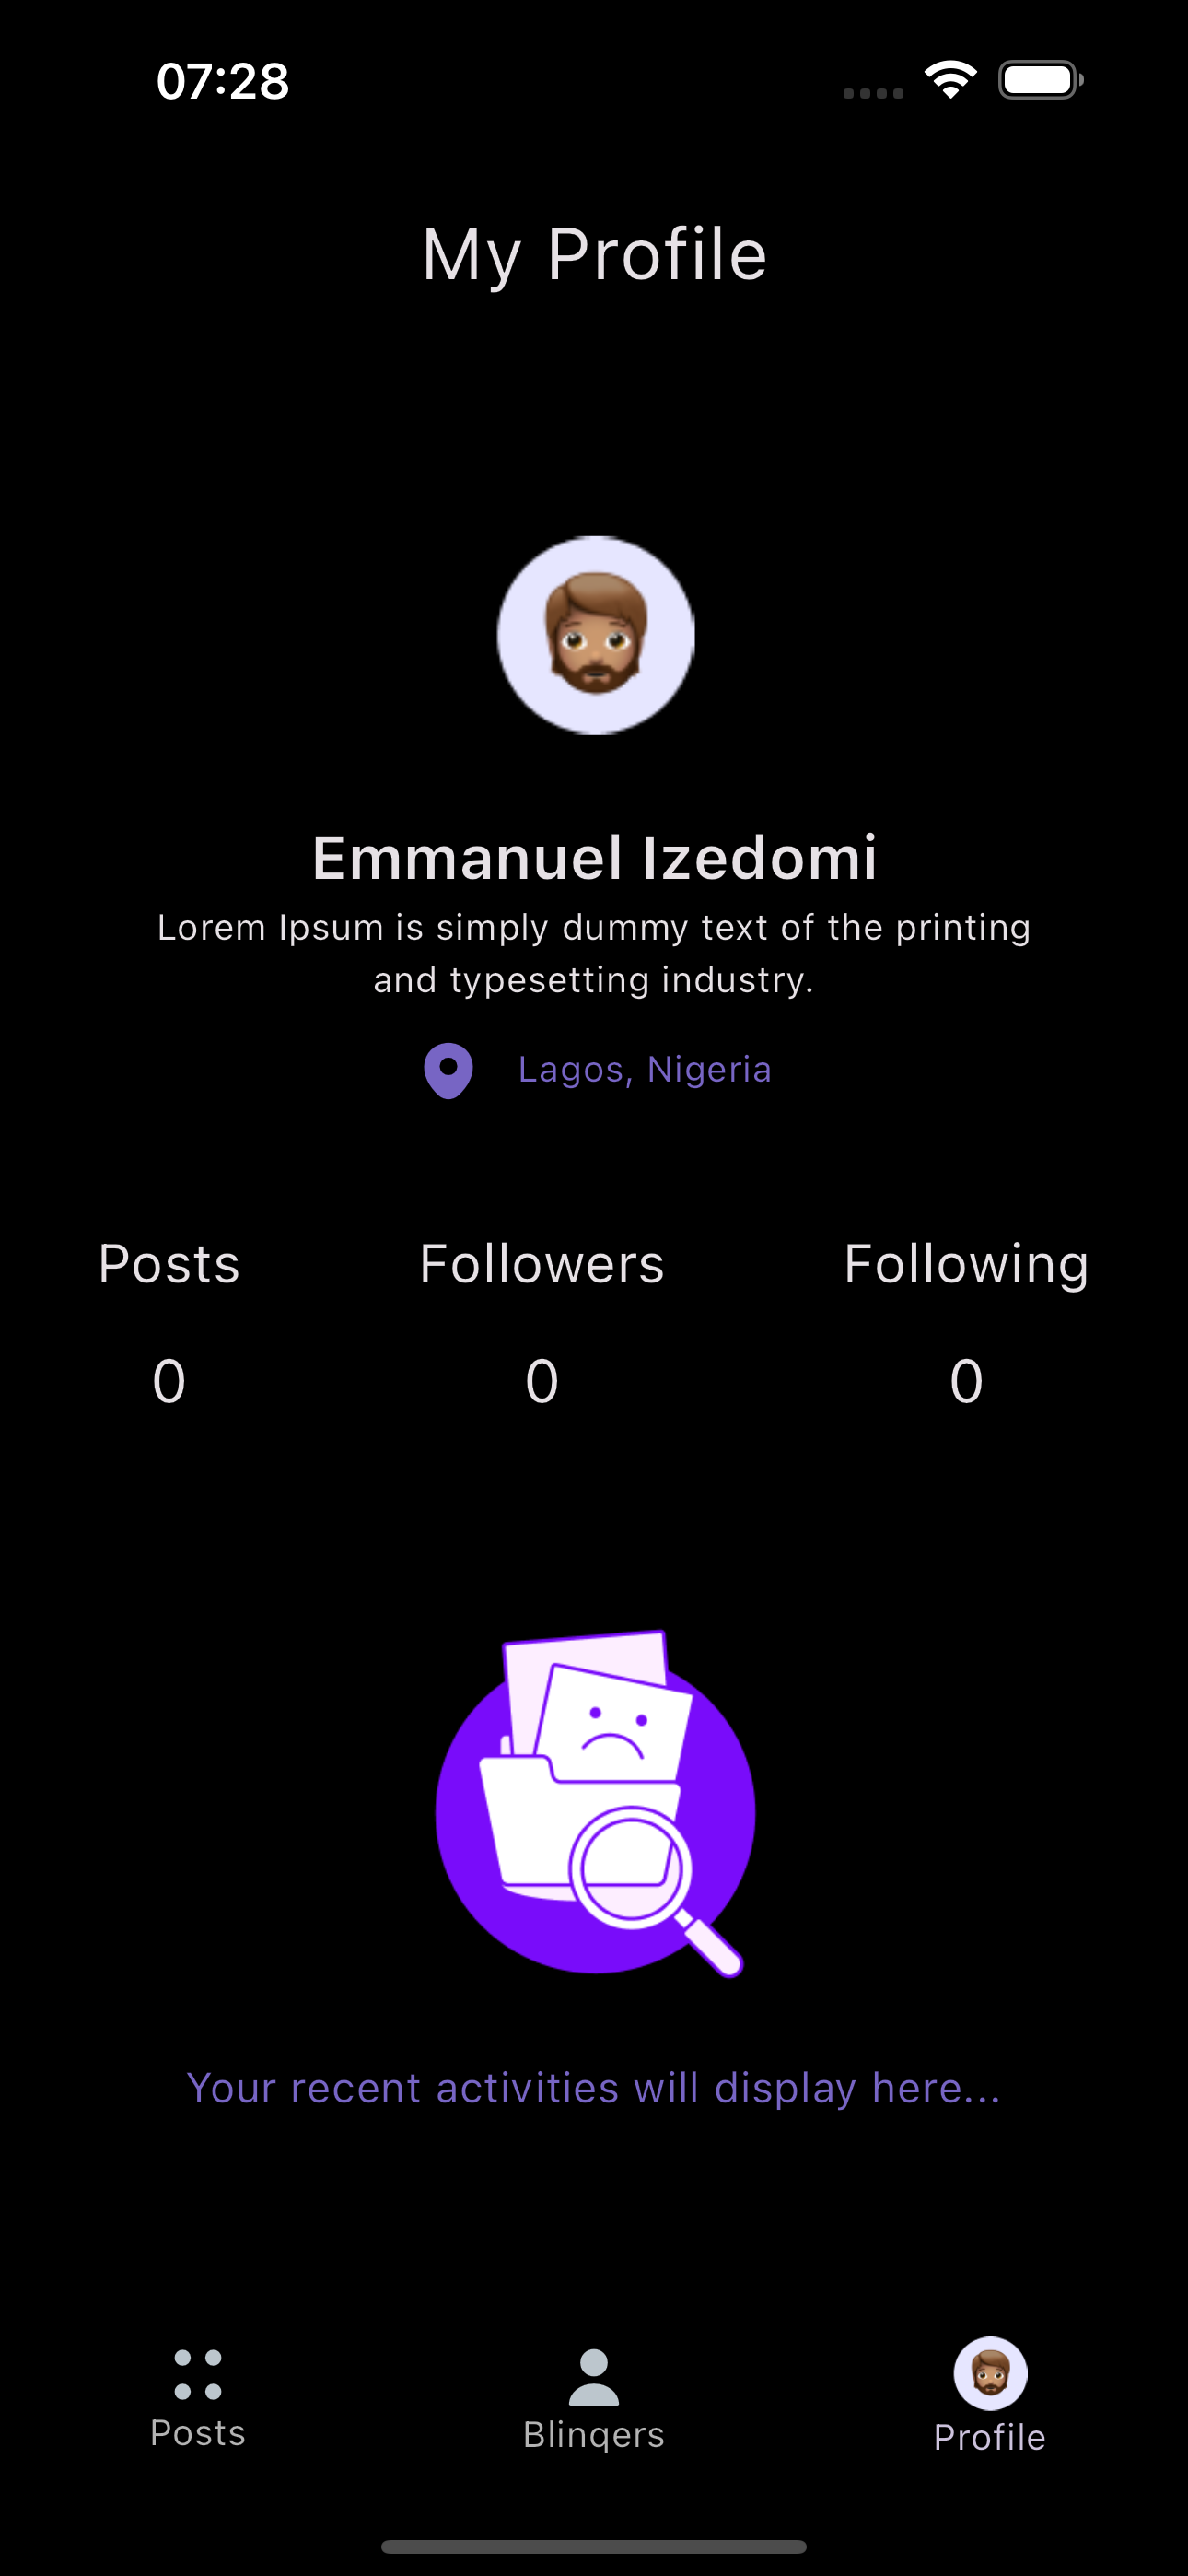 07:28
My Profile
Emmanuel Izedomi
Lorem Ipsum is simply dummy text of the printing
and typesetting industry.
Lagos, Nigeria
Posts Followers Following
0 0 0
Your recent activities will display here...
Posts Blinqers Profile